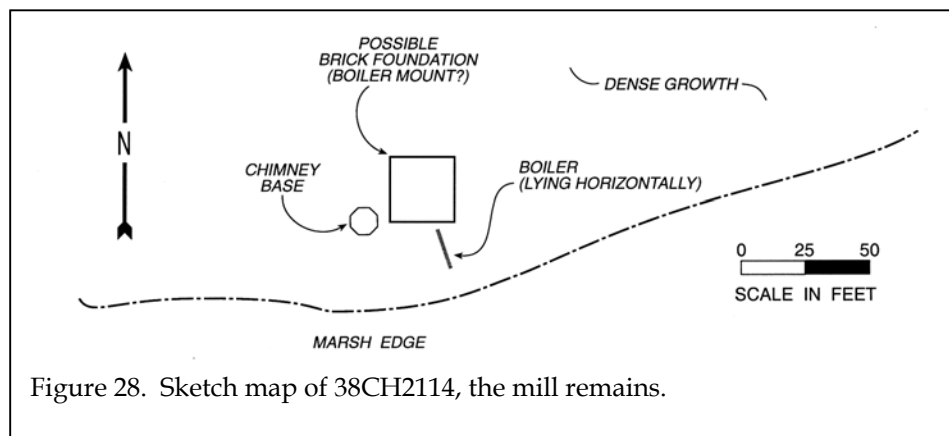 POSSIBLE
BRICK FOUNDATION
(BOILER MOUNT?)
DENSE GROWTH
N
CHIMNEY
BASE
BOILER
(LYING HORIZONTALLY)
0 25 50
SCALE IN FEET
MARSH EDGE
Figure 28. Sketch map of 38CH2114, the mill remains.